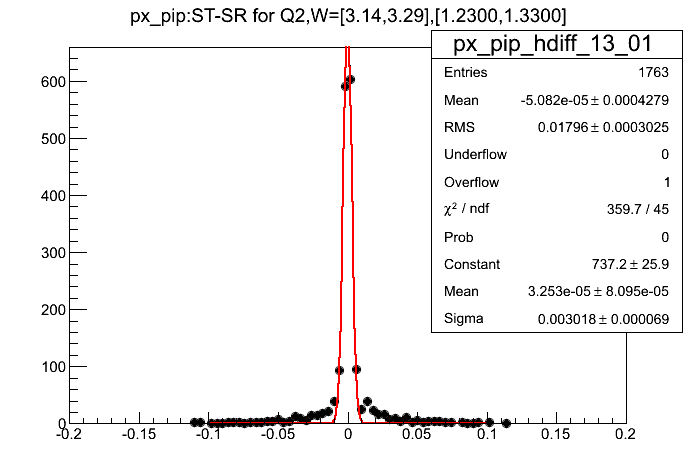 px_pip:ST-SR for Q2,W=[3.14,3.29],[1.2300,1.3300]
px_pip_hdiff_13_01
Entries 1763
Mean -5.082e-05 ± 0.0004279
RMS 0.01796 ± 0.0003025
Underflow 0
Overflow 1
χ² / ndf 359.7 / 45
Prob 0
Constant 737.2 ± 25.9
Mean 3.253e-05 ± 8.095e-05
Sigma 0.003018 ± 0.000069
600
500
400
300
200
100
0
-0.2 -0.15 -0.1 -0.05 0 0.05 0.1 0.15 0.2